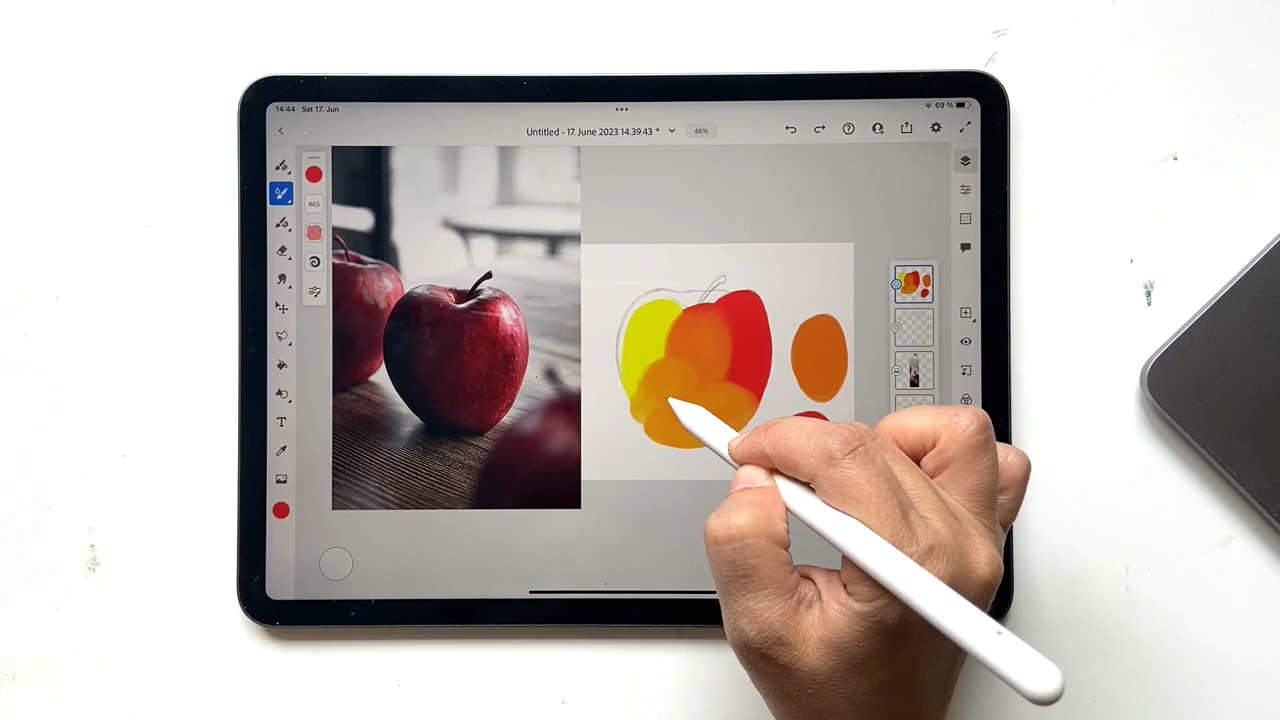 14:44 Sat 17. Jun
69 %
Untitled - 17. June 2023 14.39.43 *
48%
465
T